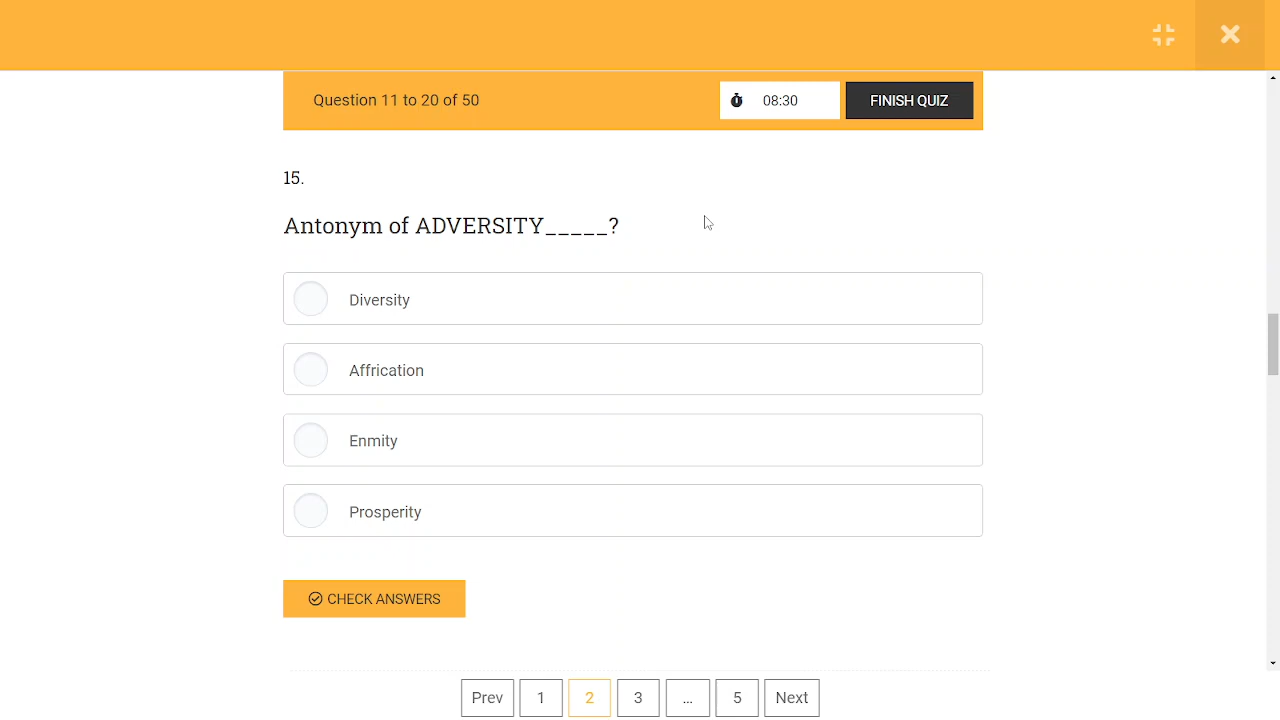 Question 11 to 20 of 50
08:30
FINISH QUIZ
15.
Antonym of ADVERSITY_____?
Diversity
Affrication
Enmity
Prosperity
CHECK ANSWERS
Prev 1 2 3 ... 5 Next